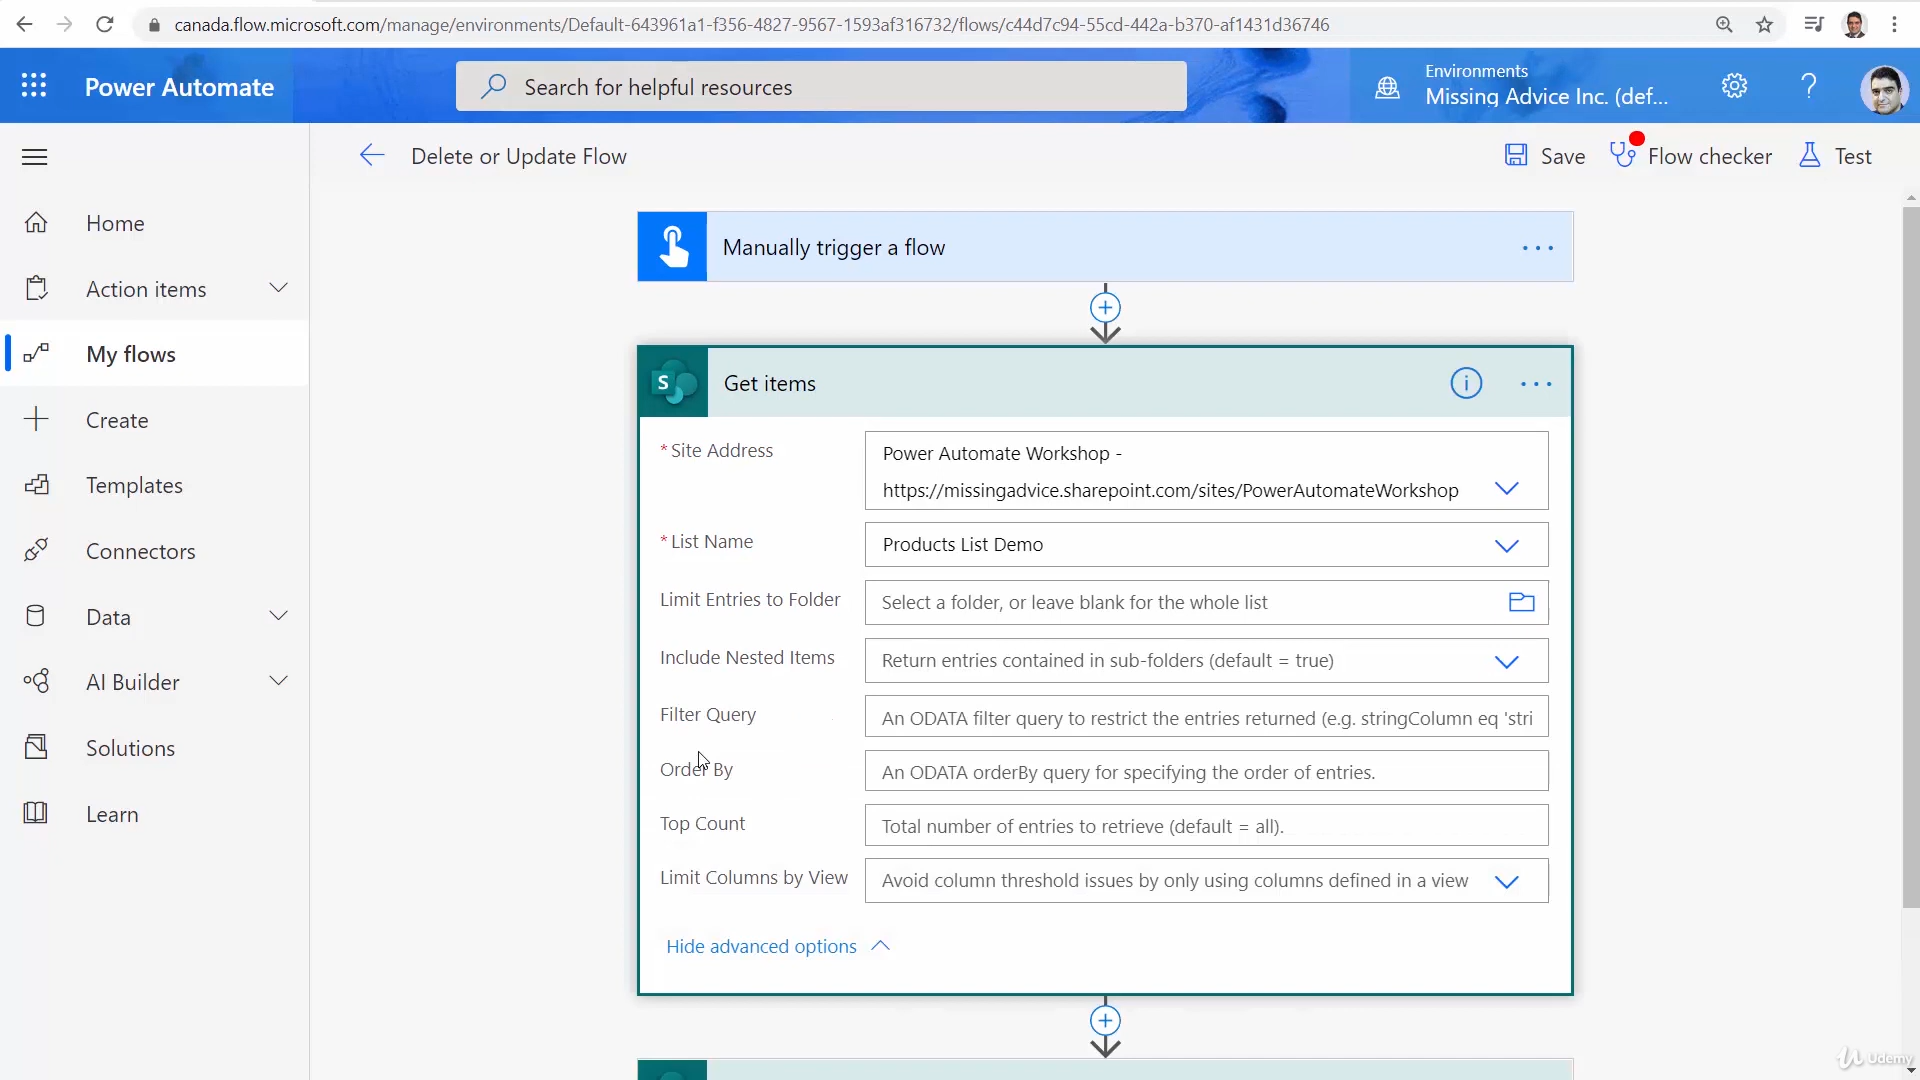 canada.flow.microsoft.com/manage/environments/Default-643961a1-f356-4827-9567-1593af316732/flows/c44d7c94-55cd-442a-b370-af1431d36746
Power Automate
Search for helpful resources
Environments
Missing Advice Inc. (def...
?
Delete or Update Flow
Save
Flow checker
Test
Home
Action items
My flows
Create
Templates
Connectors
Data
AI Builder
Solutions
Learn
Manually trigger a flow
S
Get items
* Site Address
Power Automate Workshop -
https://missingadvice.sharepoint.com/sites/PowerAutomateWorkshop
* List Name
Products List Demo
Limit Entries to Folder
Select a folder, or leave blank for the whole list
Include Nested Items
Return entries contained in sub-folders (default = true)
Filter Query
An ODATA filter query to restrict the entries returned (e.g. stringColumn eq 'stri
Order By
An ODATA orderBy query for specifying the order of entries.
Top Count
Total number of entries to retrieve (default = all).
Limit Columns by View
Avoid column threshold issues by only using columns defined in a view
Hide advanced options
Udemy